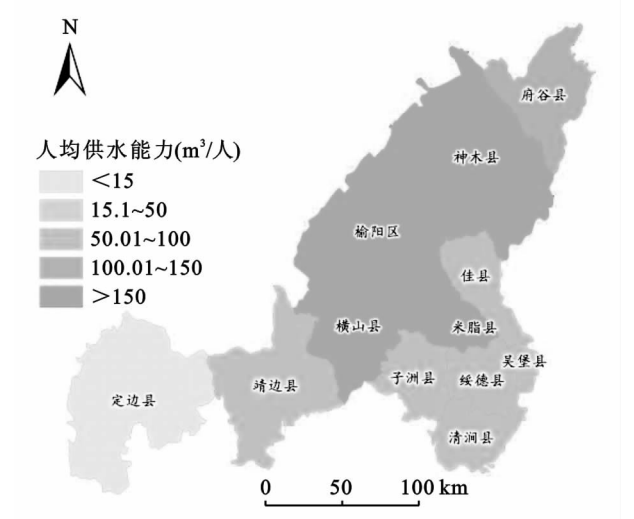 N
人均供水能力(m³/人)
<15
15.1~50
50.01~100
100.01~150
>150
府谷县
神木县
榆阳区
佳县
横山县
米脂县
吴堡县
靖边县
子洲县
绥德县
定边县
清涧县
0 50 100 km